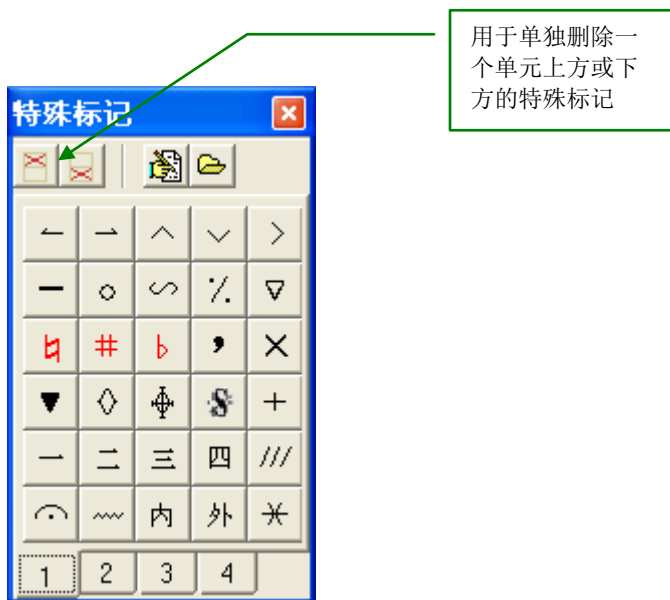 用于单独删除一
个单元上方或下
方的特殊标记
特殊标记
一 二 三 四 ///
内 外
1 2 3 4